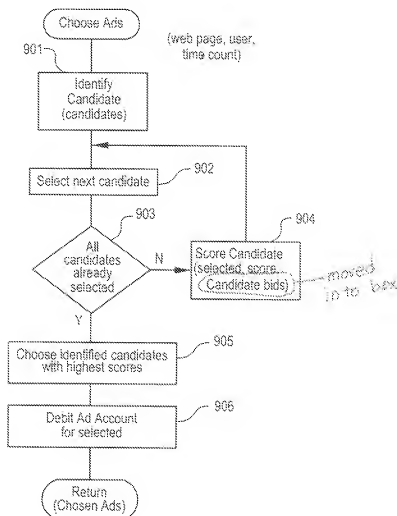 Choose Ads
(web page, user,
time count)
901
Identify
Candidate
(candidates)
902
Select next candidate
903
All
candidates
already
selected
N
Y
904
Score Candidate
(selected, score
Candidate bids)
moved
in to box
905
Choose identified candidates
with highest scores
906
Debit Ad Account
for selected
Return
(Chosen Ads)